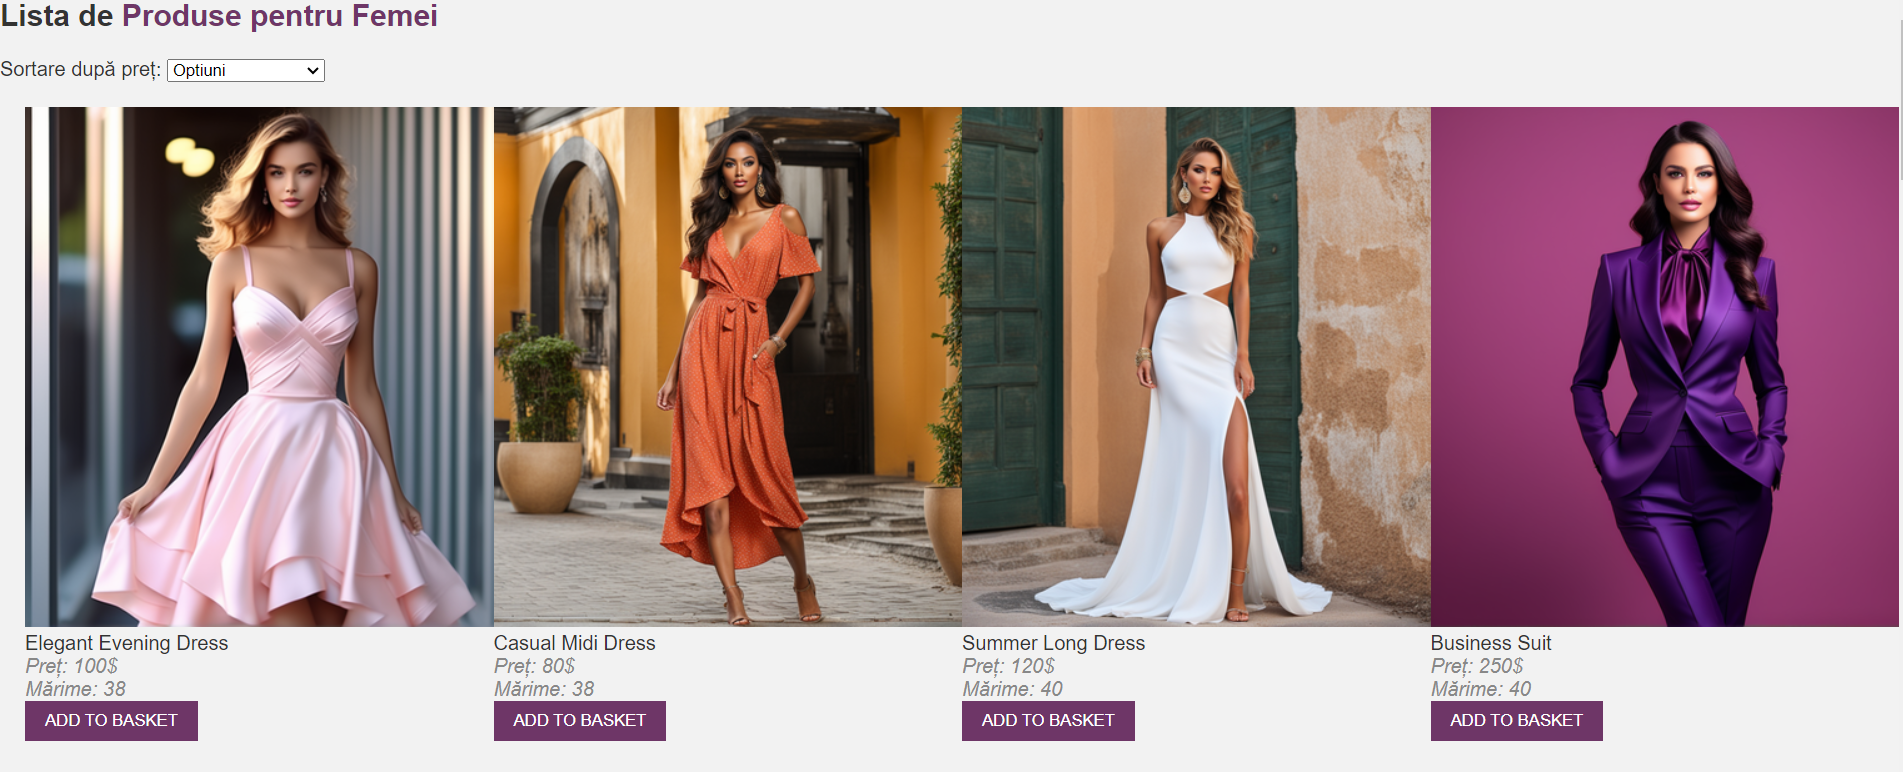 Lista de Produse pentru Femei
Sortare după preț: Optiuni
Elegant Evening Dress
Preț: 100$
Mărime: 38
ADD TO BASKET
Casual Midi Dress
Preț: 80$
Mărime: 38
ADD TO BASKET
Summer Long Dress
Preț: 120$
Mărime: 40
ADD TO BASKET
Business Suit
Preț: 250$
Mărime: 40
ADD TO BASKET